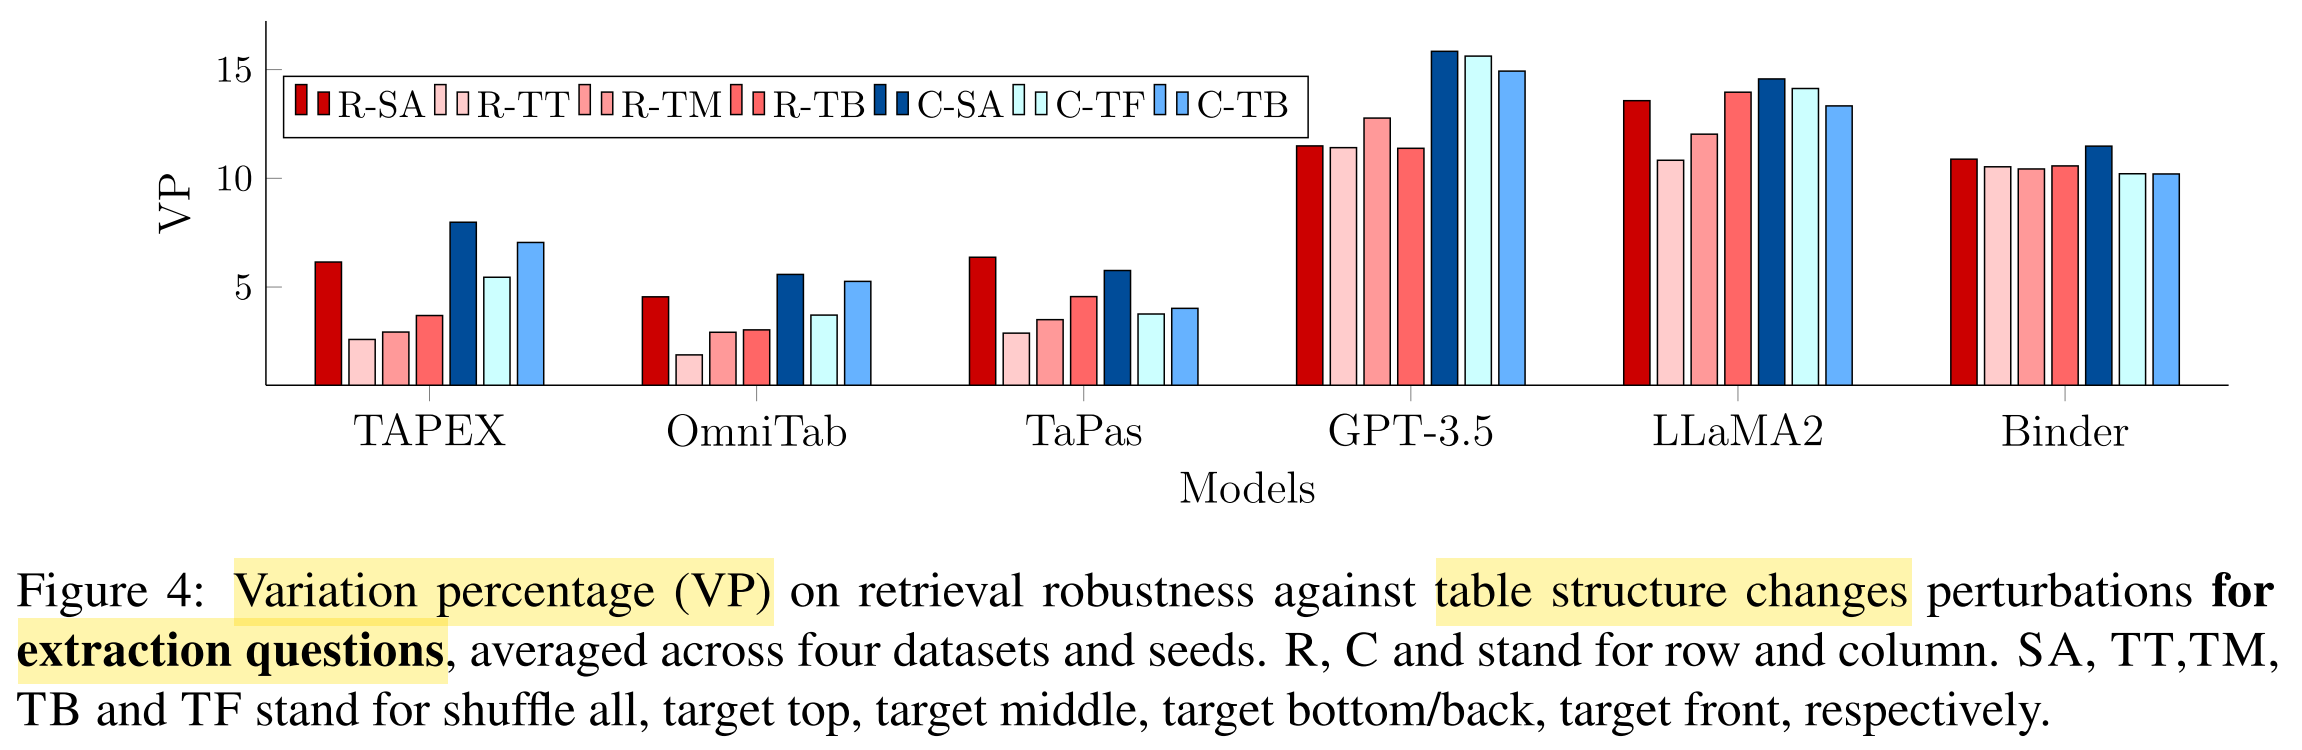 15
R-SA R-TT R-TM R-TB C-SA C-TF C-TB
10
VP
5
TAPEX OmniTab TaPas GPT-3.5 LLaMA2 Binder
Models
Figure 4: Variation percentage (VP) on retrieval robustness against table structure changes perturbations for
extraction questions, averaged across four datasets and seeds. R, C and stand for row and column. SA, TT,TM,
TB and TF stand for shuffle all, target top, target middle, target bottom/back, target front, respectively.